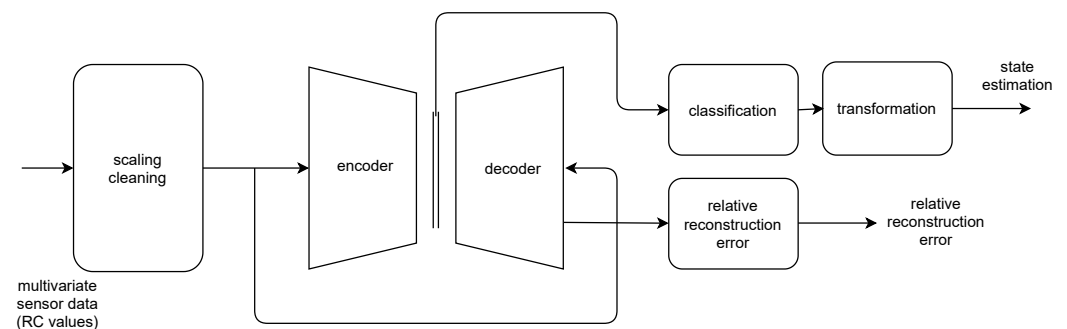 scaling
cleaning
multivariate
sensor data
(RC values)
encoder
decoder
classification
transformation
state
estimation
relative
reconstruction
error
relative
reconstruction
error